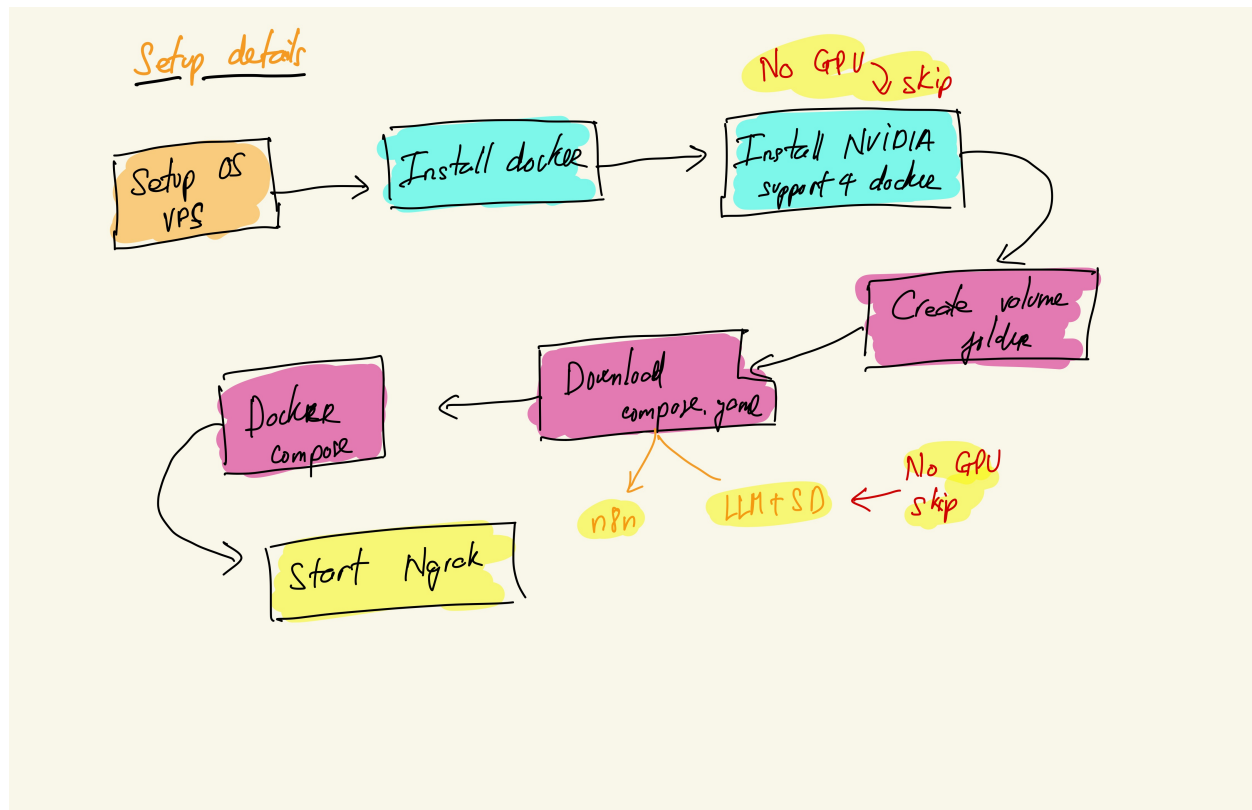 Setup details
No GPU
skip
Setup OS
VPS
Install docker
Install NVIDIA
support 4 docker
Create volume
folder
Download
compose.yaml
Docker
compose
n8n
LLM+SD
No GPU
skip
Start Ngrok